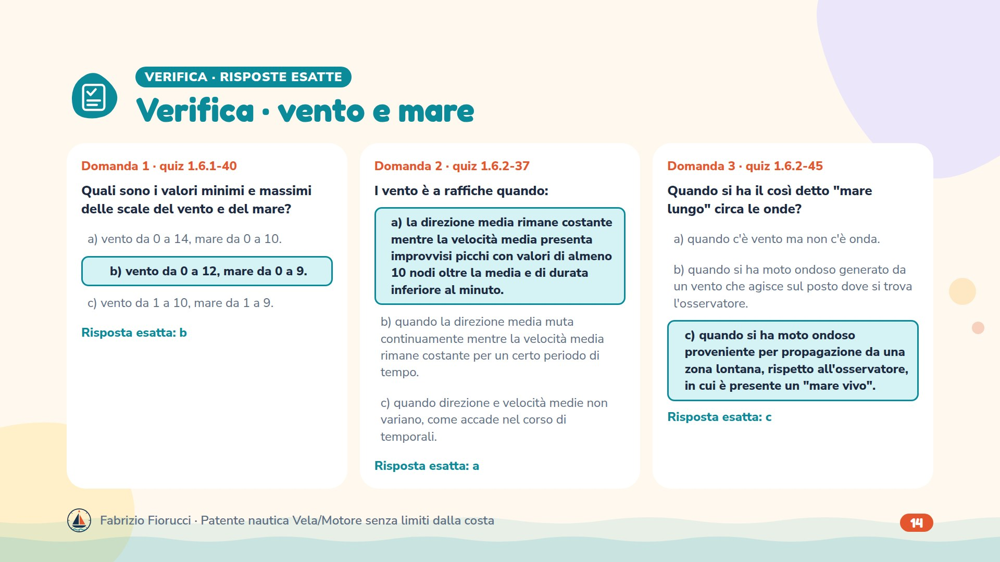 VERIFICA · RISPOSTE ESATTE
Verifica · vento e mare
Domanda 1 · quiz 1.6.1-40
Quali sono i valori minimi e massimi
delle scale del vento e del mare?
a) vento da 0 a 14, mare da 0 a 10.
b) vento da 0 a 12, mare da 0 a 9.
c) vento da 1 a 10, mare da 1 a 9.
Risposta esatta: b
Domanda 2 · quiz 1.6.2-37
l vento è a raffiche quando:
a) la direzione media rimane costante
mentre la velocità media presenta
improvvisi picchi con valori di almeno
10 nodi oltre la media e di durata
inferiore al minuto.
b) quando la direzione media muta
continuamente mentre la velocità media
rimane costante per un certo periodo di
tempo.
c) quando direzione e velocità medie non
variano, come accade nel corso di
temporali.
Risposta esatta: a
Domanda 3 · quiz 1.6.2-45
Quando si ha il così detto "mare
lungo" circa le onde?
a) quando c'è vento ma non c'è onda.
b) quando si ha moto ondoso generato da
un vento che agisce sul posto dove si trova
l'osservatore.
c) quando si ha moto ondoso
proveniente per propagazione da una
zona lontana, rispetto all'osservatore,
in cui è presente un "mare vivo".
Risposta esatta: c
Fabrizio Fiorucci · Patente nautica Vela/Motore senza limiti dalla costa
14